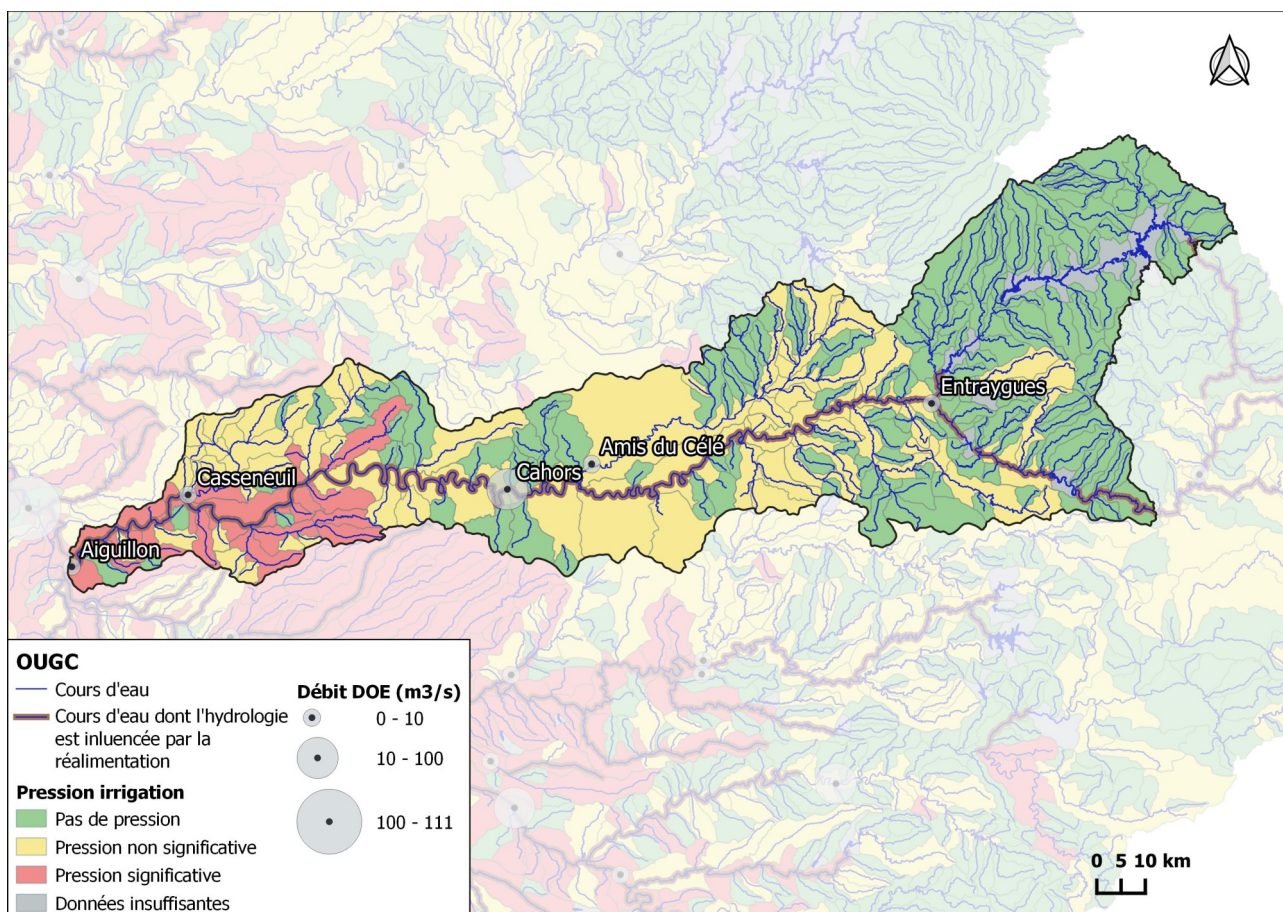 Entraygues
Amis du Célé
Cahors
Casseneuil
Aiguillon
OUGC
Cours d'eau
Cours d'eau dont l'hydrologie
est inluencée par la
réalimentation
Pression irrigation
Pas de pression
Pression non significative
Pression significative
Données insuffisantes
Débit DOE (m3/s)
0 - 10
10 - 100
100 - 111
0 5 10 km